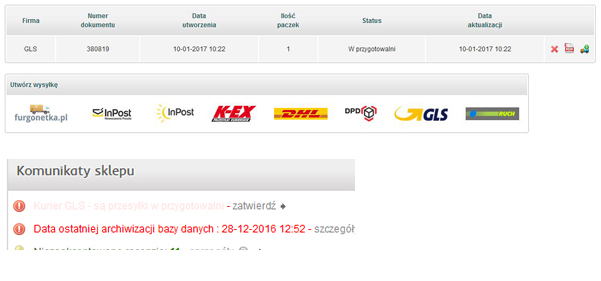 Firma Numer dokumentu Data utworzenia Ilość paczek Status Data aktualizacji
GLS 380819 10-01-2017 10:22 1 W przygotowalni 10-01-2017 10:22
Utwórz wysyłkę
furgonetka.pl InPost InPost K-EX DHL DPD GLS RUCH
Komunikaty sklepu
Kurier GLS - są przesyłki w przygotowalni - zatwierdź
Data ostatniej archiwizacji bazy danych : 28-12-2016 12:52 - szczegół